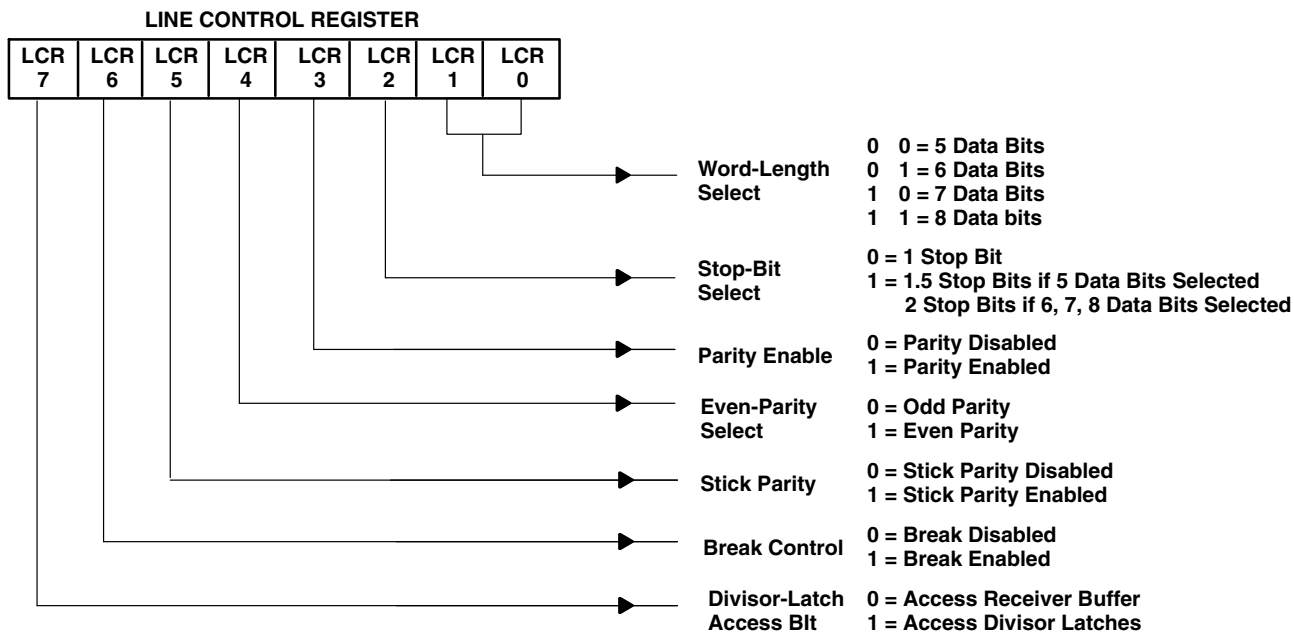 LINE CONTROL REGISTER
LCR LCR LCR LCR LCR LCR LCR LCR
7 6 5 4 3 2 1 0
Word-Length
Select
0 0 = 5 Data Bits
0 1 = 6 Data Bits
1 0 = 7 Data Bits
1 1 = 8 Data bits
Stop-Bit
Select
0 = 1 Stop Bit
1 = 1.5 Stop Bits if 5 Data Bits Selected
2 Stop Bits if 6, 7, 8 Data Bits Selected
Parity Enable
0 = Parity Disabled
1 = Parity Enabled
Even-Parity
Select
0 = Odd Parity
1 = Even Parity
Stick Parity
0 = Stick Parity Disabled
1 = Stick Parity Enabled
Break Control
0 = Break Disabled
1 = Break Enabled
Divisor-Latch
Access BIt
0 = Access Receiver Buffer
1 = Access Divisor Latches